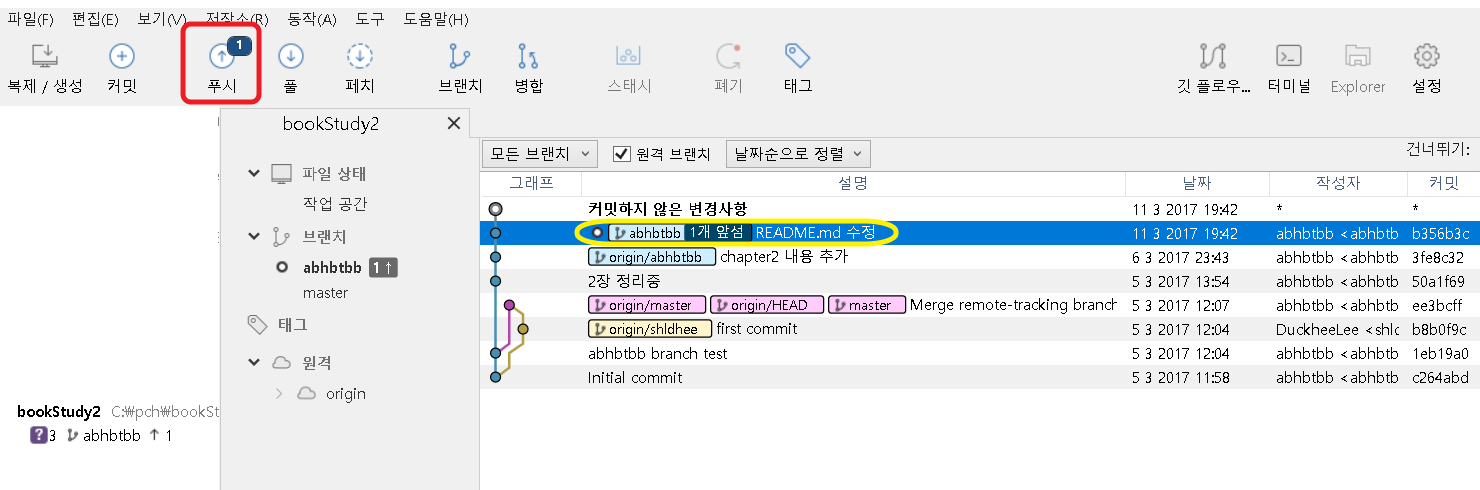 파일(F) 편집(E) 보기(V) 저장소(R) 동작(A) 도구 도움말(H)
1
복제 / 생성 커밋 푸시 풀 페치 브랜치 병합 스태시 폐기 태그 깃 플로우... 터미널 Explorer 설정
bookStudy2
모든 브랜치 원격 브랜치 날짜순으로 정렬 건너뛰기:
그래프 설명 날짜 작성자 커밋
파일 상태
작업 공간
브랜치
abhbtbb 1↑
master
태그
원격
origin
커밋하지 않은 변경사항 11 3 2017 19:42 * *
abhbtbb 1개 앞섬 README.md 수정 11 3 2017 19:42 abhbtbb <abhbtb b356b3c
origin/abhbtbb chapter2 내용 추가 6 3 2017 23:43 abhbtbb <abhbtb 3fe8c32
2장 정리중 5 3 2017 13:54 abhbtbb <abhbtb 50a1f69
origin/master origin/HEAD master Merge remote-tracking branch 5 3 2017 12:07 abhbtbb <abhbtb ee3bcff
origin/shldhee first commit 5 3 2017 12:04 DuckheeLee <shlc b8b0f9c
abhbtbb branch test 5 3 2017 12:04 abhbtbb <abhbtb 1eb19a0
Initial commit 5 3 2017 11:58 abhbtbb <abhbtb c264abd
bookStudy2 C:\pch\bookSt
?3 abhbtbb ↑ 1